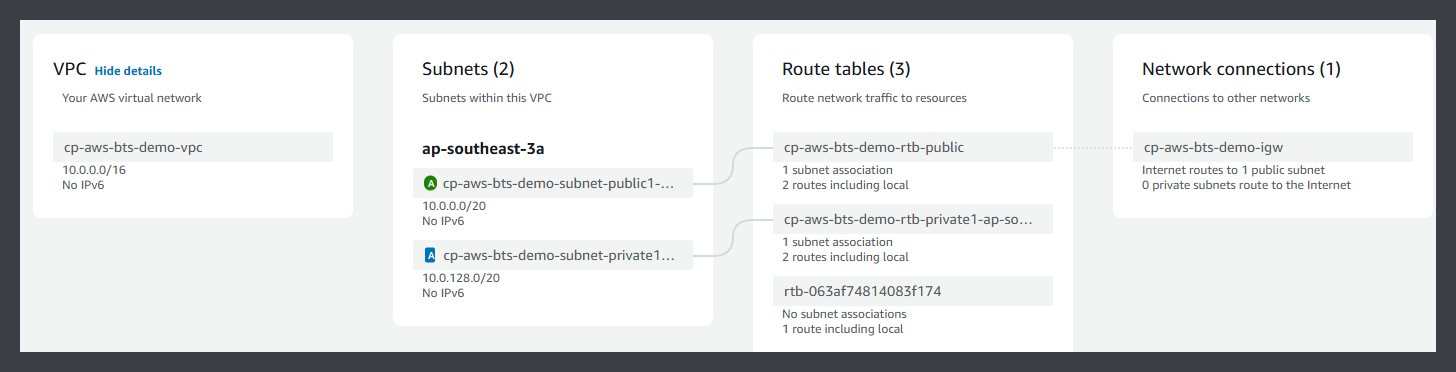 VPC Hide details
Your AWS virtual network
cp-aws-bts-demo-vpc
10.0.0.0/16
No IPv6
Subnets (2)
Subnets within this VPC
ap-southeast-3a
A cp-aws-bts-demo-subnet-public1-...
10.0.0.0/20
No IPv6
A cp-aws-bts-demo-subnet-private1...
10.0.128.0/20
No IPv6
Route tables (3)
Route network traffic to resources
cp-aws-bts-demo-rtb-public
1 subnet association
2 routes including local
cp-aws-bts-demo-rtb-private1-ap-so...
1 subnet association
2 routes including local
rtb-063af74814083f174
No subnet associations
1 route including local
Network connections (1)
Connections to other networks
cp-aws-bts-demo-igw
Internet routes to 1 public subnet
0 private subnets route to the Internet